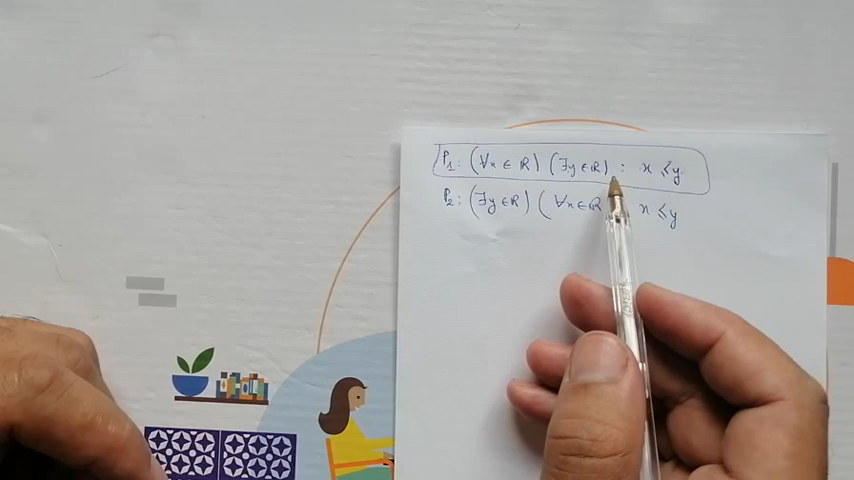 P₁: (∀x ∈ ℝ) (∃y ∈ ℝ) : x ⩽ y
P₂: (∃y ∈ ℝ) (∀x ∈ ℝ x ⩽ y